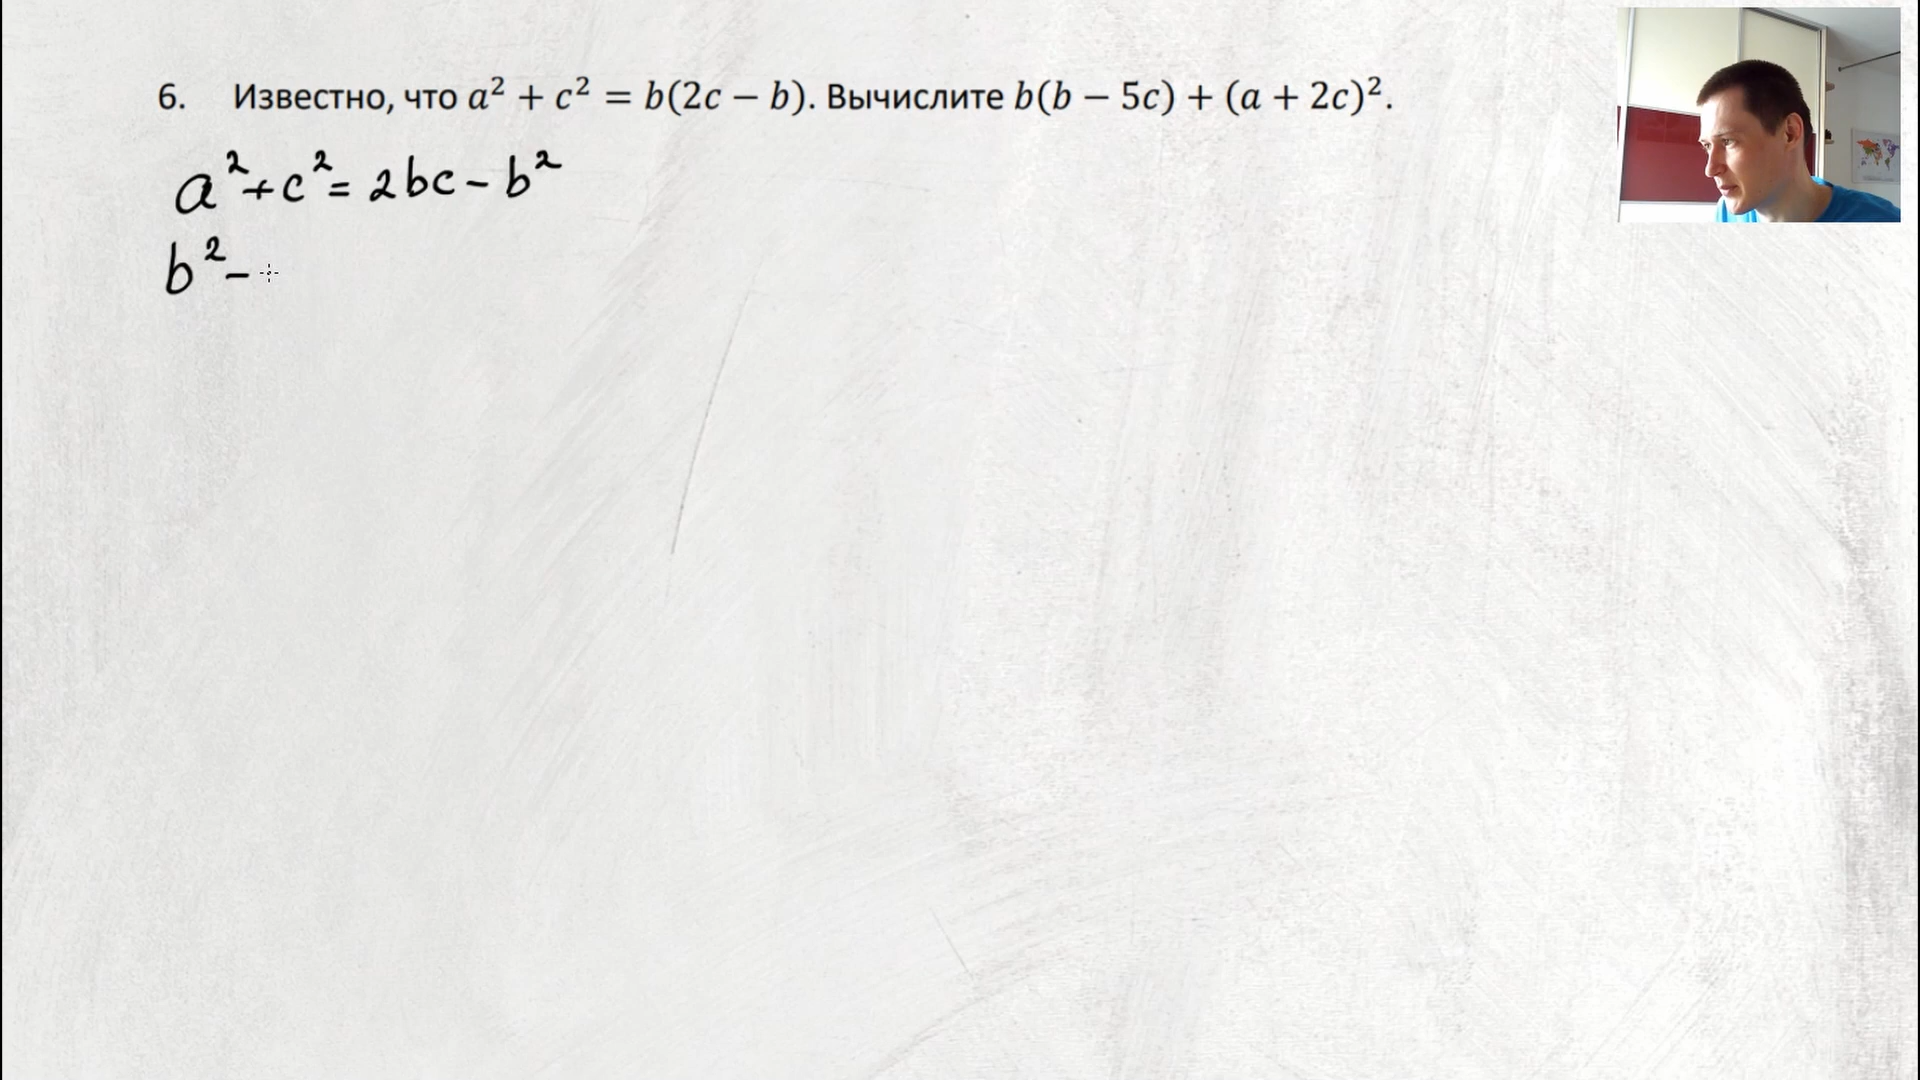 6. Известно, что a² + c² = b(2c − b). Вычислите b(b − 5c) + (a + 2c)².
a²+c²= 2bc - b²
b² -